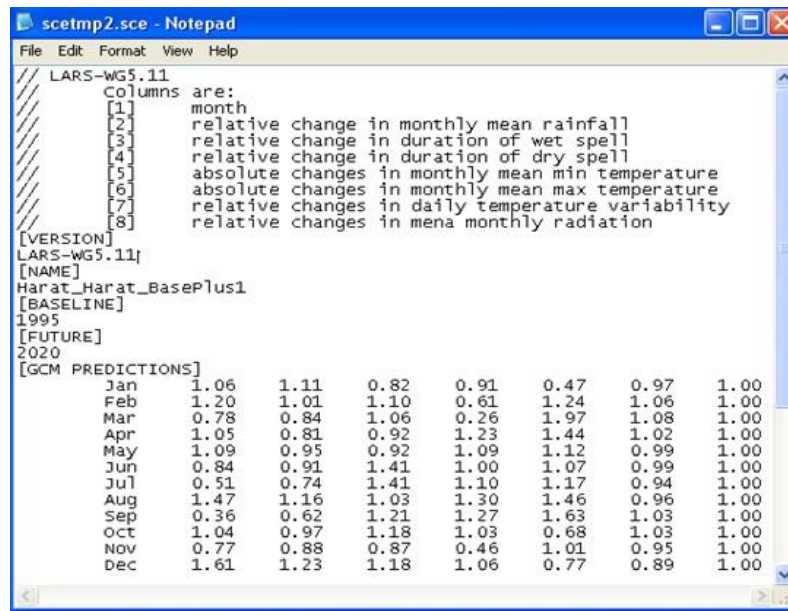 scetmp2.sce - Notepad
File Edit Format View Help
// LARS-WG5.11
// Columns are:
// [1] month
// [2] relative change in monthly mean rainfall
// [3] relative change in duration of wet spell
// [4] relative change in duration of dry spell
// [5] absolute changes in monthly mean min temperature
// [6] absolute changes in monthly mean max temperature
// [7] relative changes in daily temperature variability
// [8] relative changes in mena monthly radiation
[VERSION]
LARS-WG5.11
[NAME]
Harat_Harat_BasePlus1
[BASELINE]
1995
[FUTURE]
2020
[GCM PREDICTIONS]
Jan 1.06 1.11 0.82 0.91 0.47 0.97 1.00
Feb 1.20 1.01 1.10 0.61 1.24 1.06 1.00
Mar 0.78 0.84 1.06 0.26 1.97 1.08 1.00
Apr 1.05 0.81 0.92 1.23 1.44 1.02 1.00
May 1.09 0.95 0.92 1.09 1.12 0.99 1.00
Jun 0.84 0.91 1.41 1.00 1.07 0.99 1.00
Jul 0.51 0.74 1.41 1.10 1.17 0.94 1.00
Aug 1.47 1.16 1.03 1.30 1.46 0.96 1.00
Sep 0.36 0.62 1.21 1.27 1.63 1.03 1.00
Oct 1.04 0.97 1.18 1.03 0.68 1.03 1.00
Nov 0.77 0.88 0.87 0.46 1.01 0.95 1.00
Dec 1.61 1.23 1.18 1.06 0.77 0.89 1.00